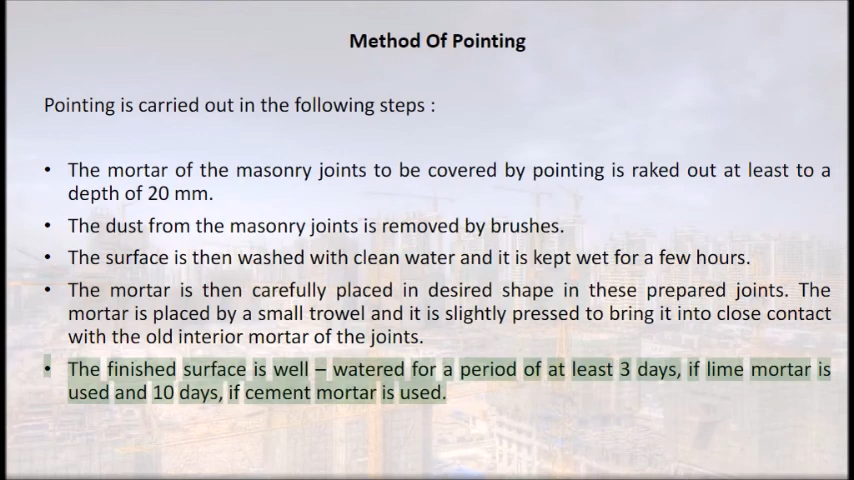 Method Of Pointing
Pointing is carried out in the following steps :
• The mortar of the masonry joints to be covered by pointing is raked out at least to a
depth of 20 mm.
• The dust from the masonry joints is removed by brushes.
• The surface is then washed with clean water and it is kept wet for a few hours.
• The mortar is then carefully placed in desired shape in these prepared joints. The
mortar is placed by a small trowel and it is slightly pressed to bring it into close contact
with the old interior mortar of the joints.
• The finished surface is well – watered for a period of at least 3 days, if lime mortar is
used and 10 days, if cement mortar is used.